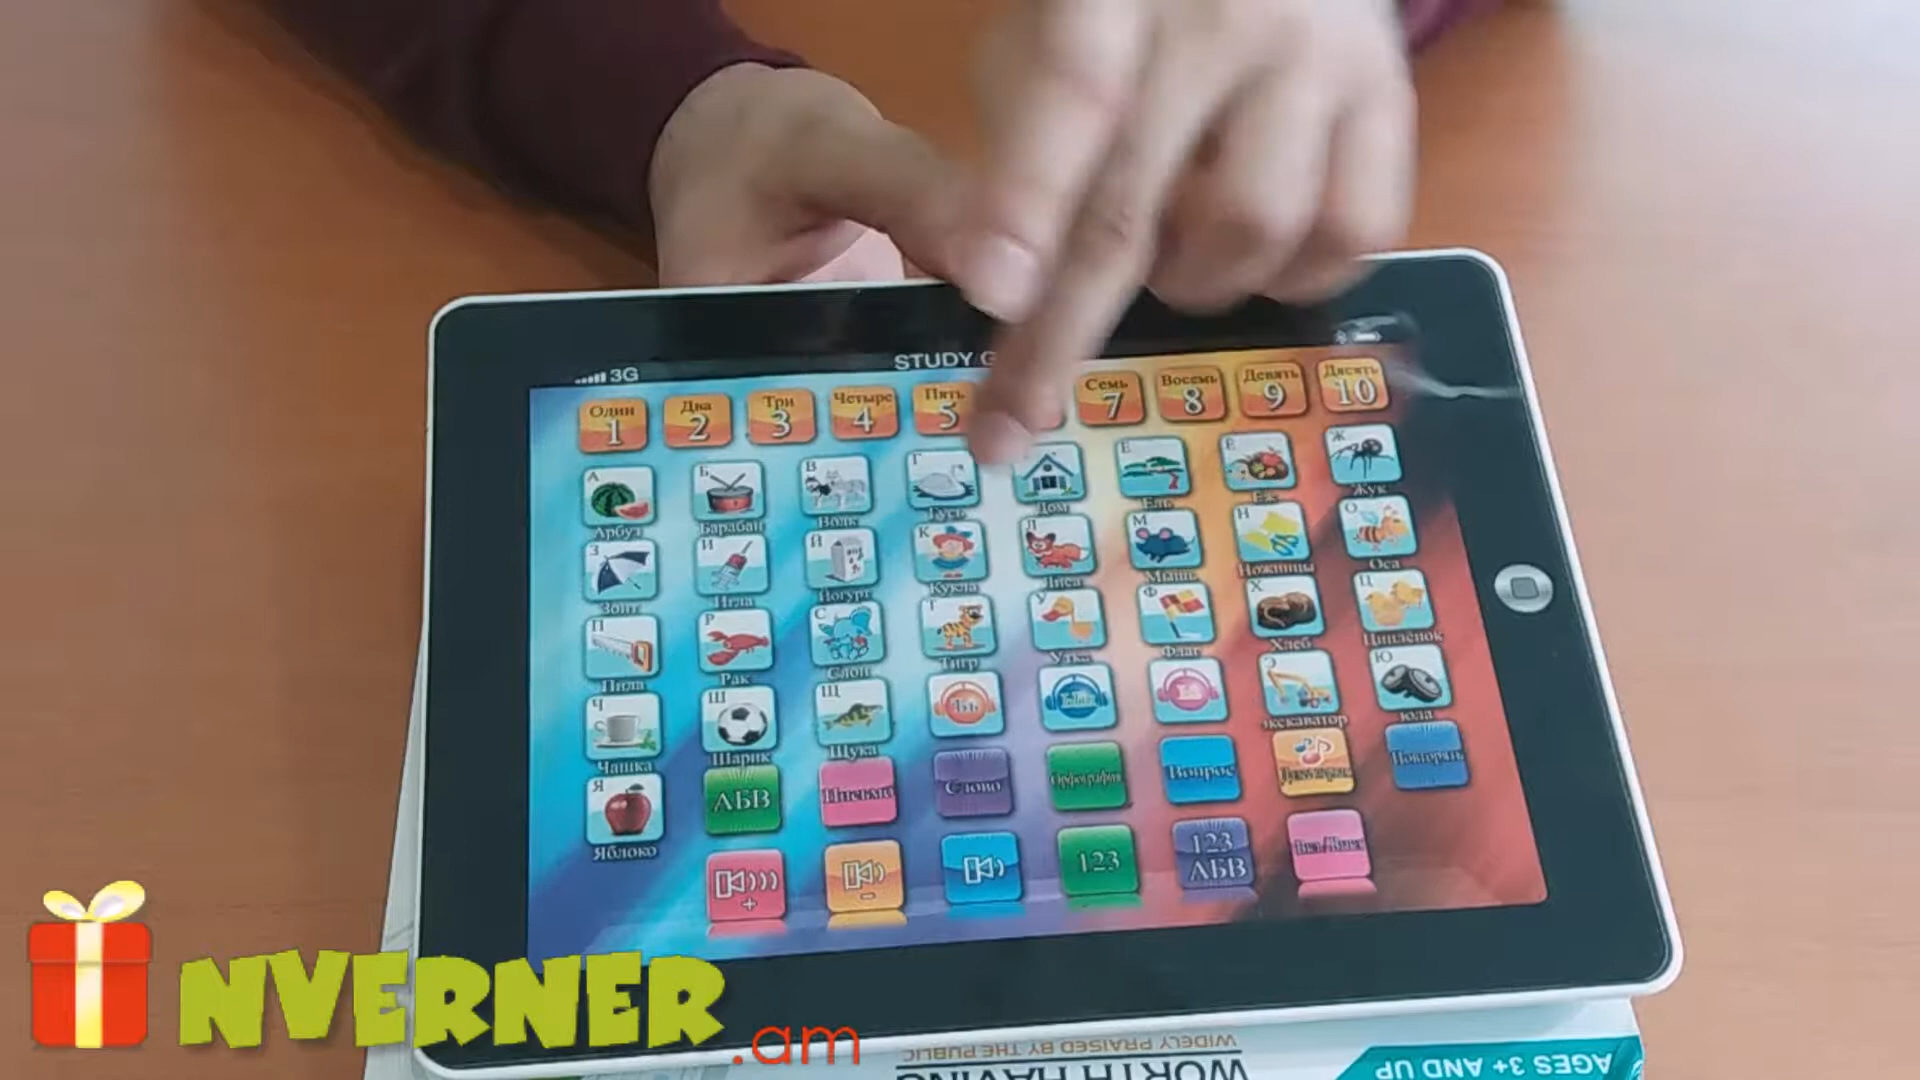 3G
STUDY G
Один Два Три Четыре Пять Семь Восемь Девять Десять
1 2 3 4 5 7 8 9 10
А Б В Г Е Ё Ж
Арбуз Барабан Волк Гусь Дом Ель Ёж Жук
З И Й К Л М Н О
Зонт Игла Йогурт Кукла Лиса Мышь Ножницы Оса
П Р С Т У Ф Х Ц
Пила Рак Слон Тигр Утка Флаг Хлеб Цыплёнок
Ч Ш Щ Э Ю
Чашка Шарик Щука экскаватор юла
Я АБВ Письмо Слово Орфография Вопрос Повторить
Яблоко
+ - 123 123 АБВ
NVERNER.am
WIDELY PRAISED BY THE PUBLIC
WORTH HAVING
AGES 3+ AND UP